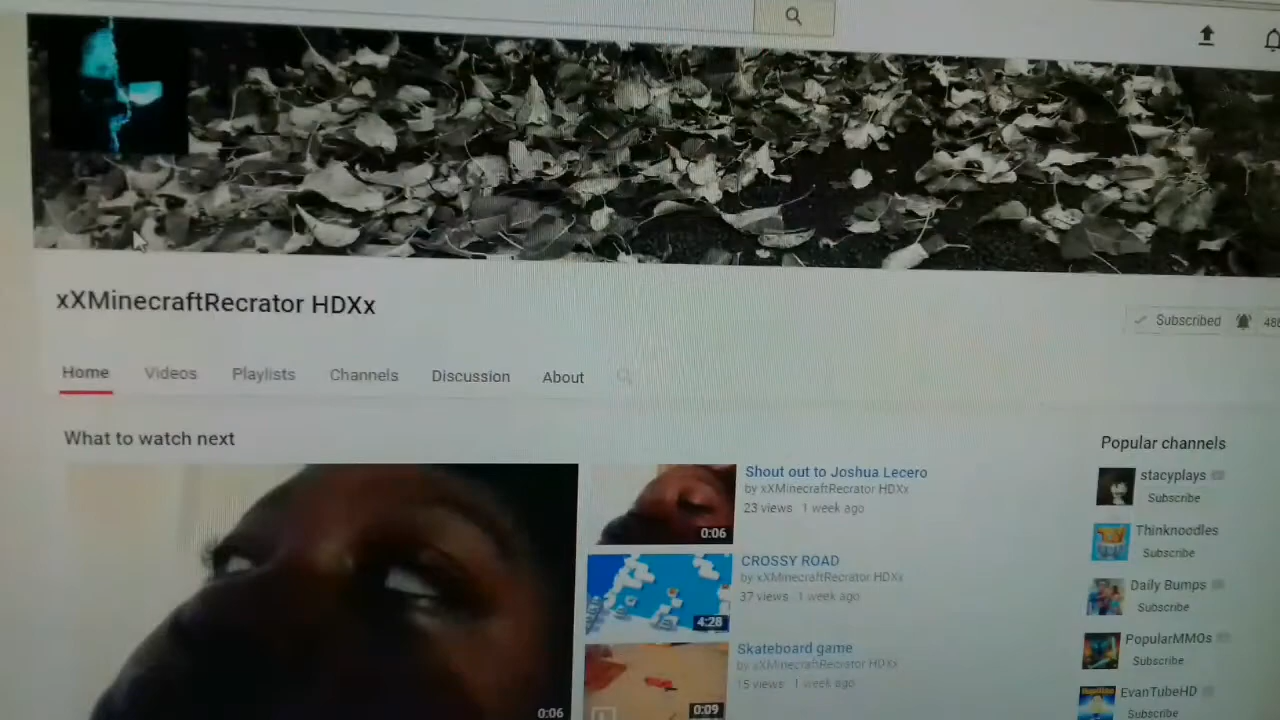 xXMinecraftRecrator HDXx
Subscribed
Home Videos Playlists Channels Discussion About
What to watch next
0:06
Shout out to Joshua Lecero
by xXMinecraftRecrator HDXx
23 views 1 week ago
0:06
CROSSY ROAD
by xXMinecraftRecrator HDXx
37 views 1 week ago
4:28
Skateboard game
by xXMinecraftRecrator HDXx
15 views 1 week ago
0:09
Popular channels
stacyplays
Subscribe
Thinknoodles
Subscribe
Daily Bumps
Subscribe
PopularMMOs
Subscribe
EvanTubeHD
Subscribe